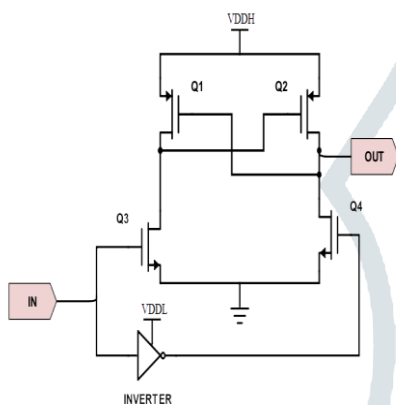 VDDH
Q1
Q2
OUT
Q3
Q4
IN
VDDL
INVERTER